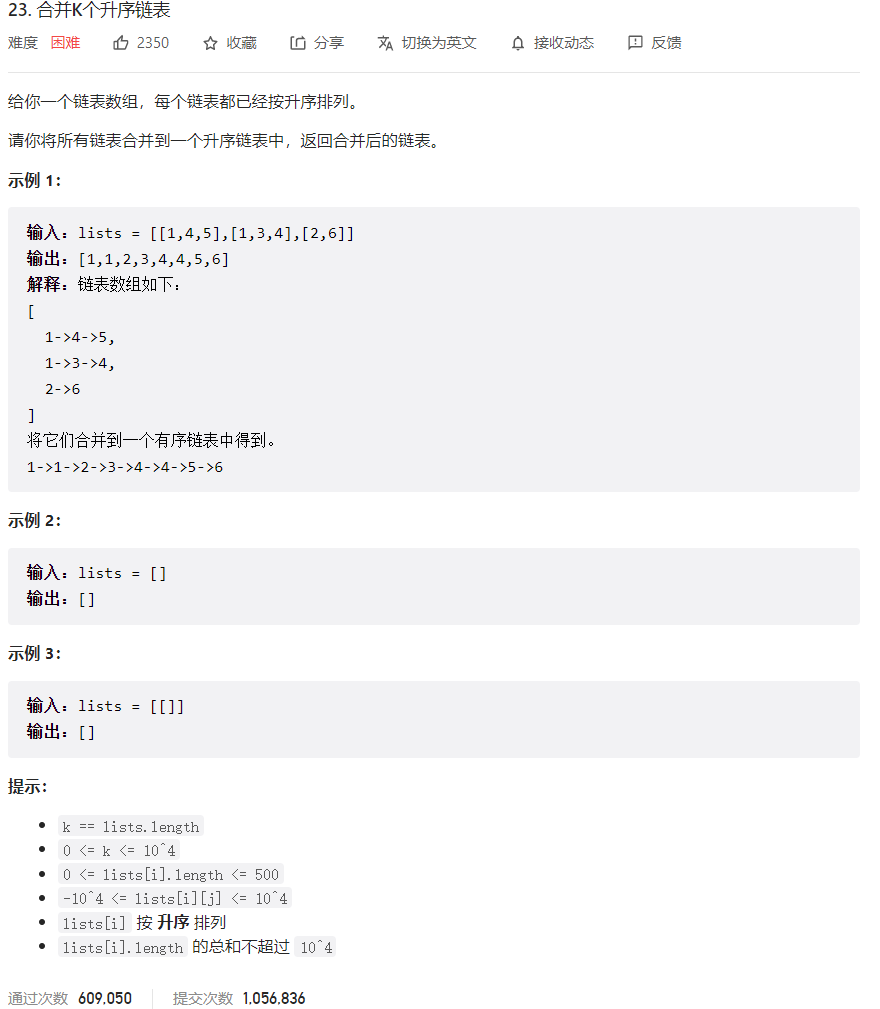 23. 合并K个升序链表
难度 困难 2350 收藏 分享 切换为英文 接收动态 反馈
给你一个链表数组，每个链表都已经按升序排列。
请你将所有链表合并到一个升序链表中，返回合并后的链表。
示例 1：
输入：lists = [[1,4,5],[1,3,4],[2,6]]
输出：[1,1,2,3,4,4,5,6]
解释：链表数组如下：
[
  1->4->5,
  1->3->4,
  2->6
]
将它们合并到一个有序链表中得到。
1->1->2->3->4->4->5->6
示例 2：
输入：lists = []
输出：[]
示例 3：
输入：lists = [[]]
输出：[]
提示：
k == lists.length
0 <= k <= 10^4
0 <= lists[i].length <= 500
-10^4 <= lists[i][j] <= 10^4
lists[i] 按 升序 排列
lists[i].length 的总和不超过 10^4
通过次数 609,050 提交次数 1,056,836